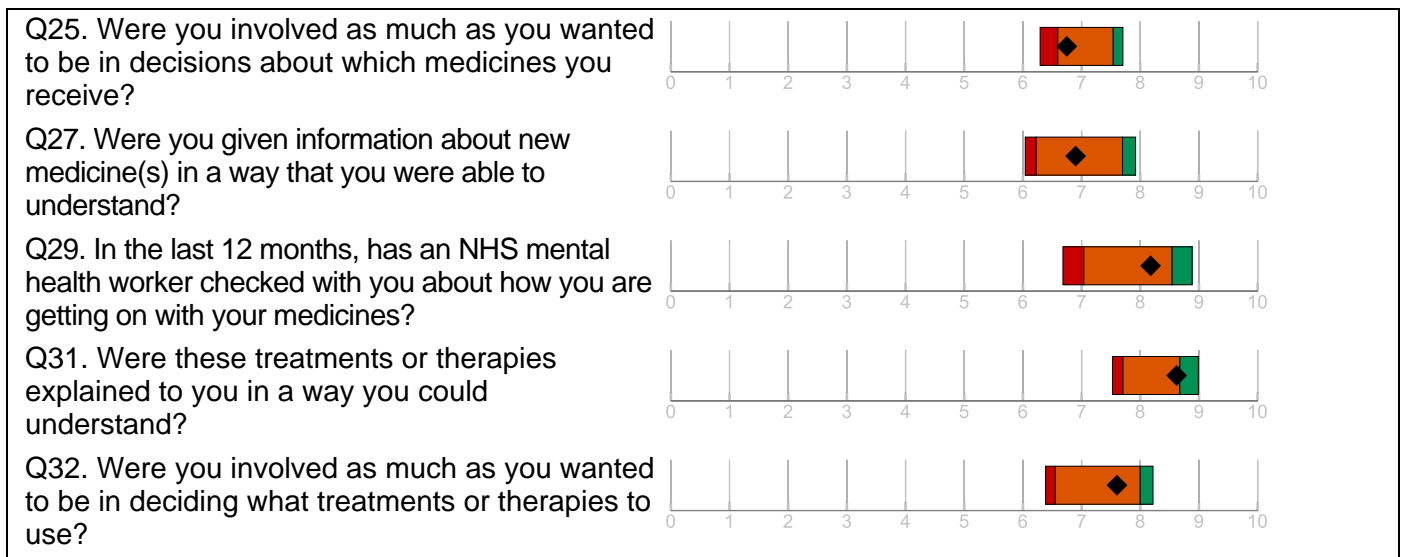 Q25. Were you involved as much as you wanted
to be in decisions about which medicines you
receive?
0 1 2 3 4 5 6 7 8 9 10
Q27. Were you given information about new
medicine(s) in a way that you were able to
understand?
0 1 2 3 4 5 6 7 8 9 10
Q29. In the last 12 months, has an NHS mental
health worker checked with you about how you are
getting on with your medicines?
0 1 2 3 4 5 6 7 8 9 10
Q31. Were these treatments or therapies
explained to you in a way you could
understand?
0 1 2 3 4 5 6 7 8 9 10
Q32. Were you involved as much as you wanted
to be in deciding what treatments or therapies to
use?
0 1 2 3 4 5 6 7 8 9 10